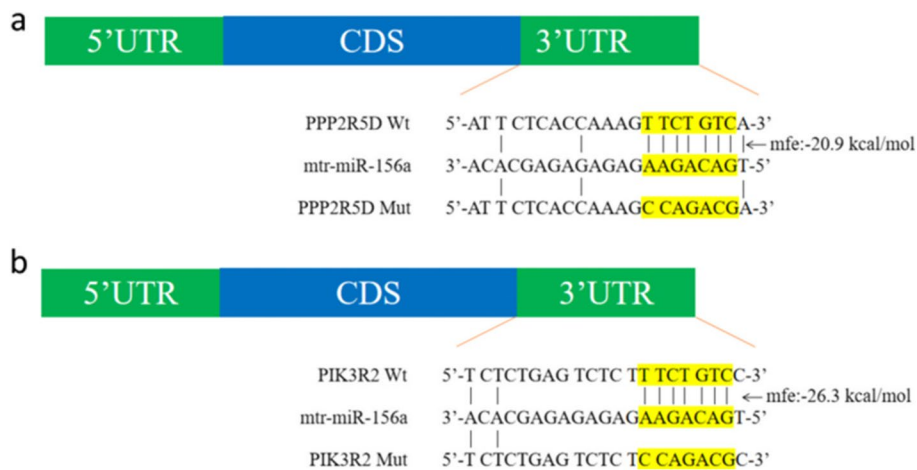 a
5’UTR CDS 3’UTR
PPP2R5D Wt 5’-AT T CTCACCAAAGT TCT GTCA-3’
←mfe:-20.9 kcal/mol
mtr-miR-156a 3’-ACACGAGAGAGAGAAGACAGT-5’
PPP2R5D Mut 5’-AT T CTCACCAAAGC CAGACGA-3’
b
5’UTR CDS 3’UTR
PIK3R2 Wt 5’-T CTCTGAG TCTC TT TCT GTCC-3’
←mfe:-26.3 kcal/mol
mtr-miR-156a 3’-ACACGAGAGAGAGAAGACAGT-5’
PIK3R2 Mut 5’-T CTCTGAG TCTC TC CAGACGC-3’